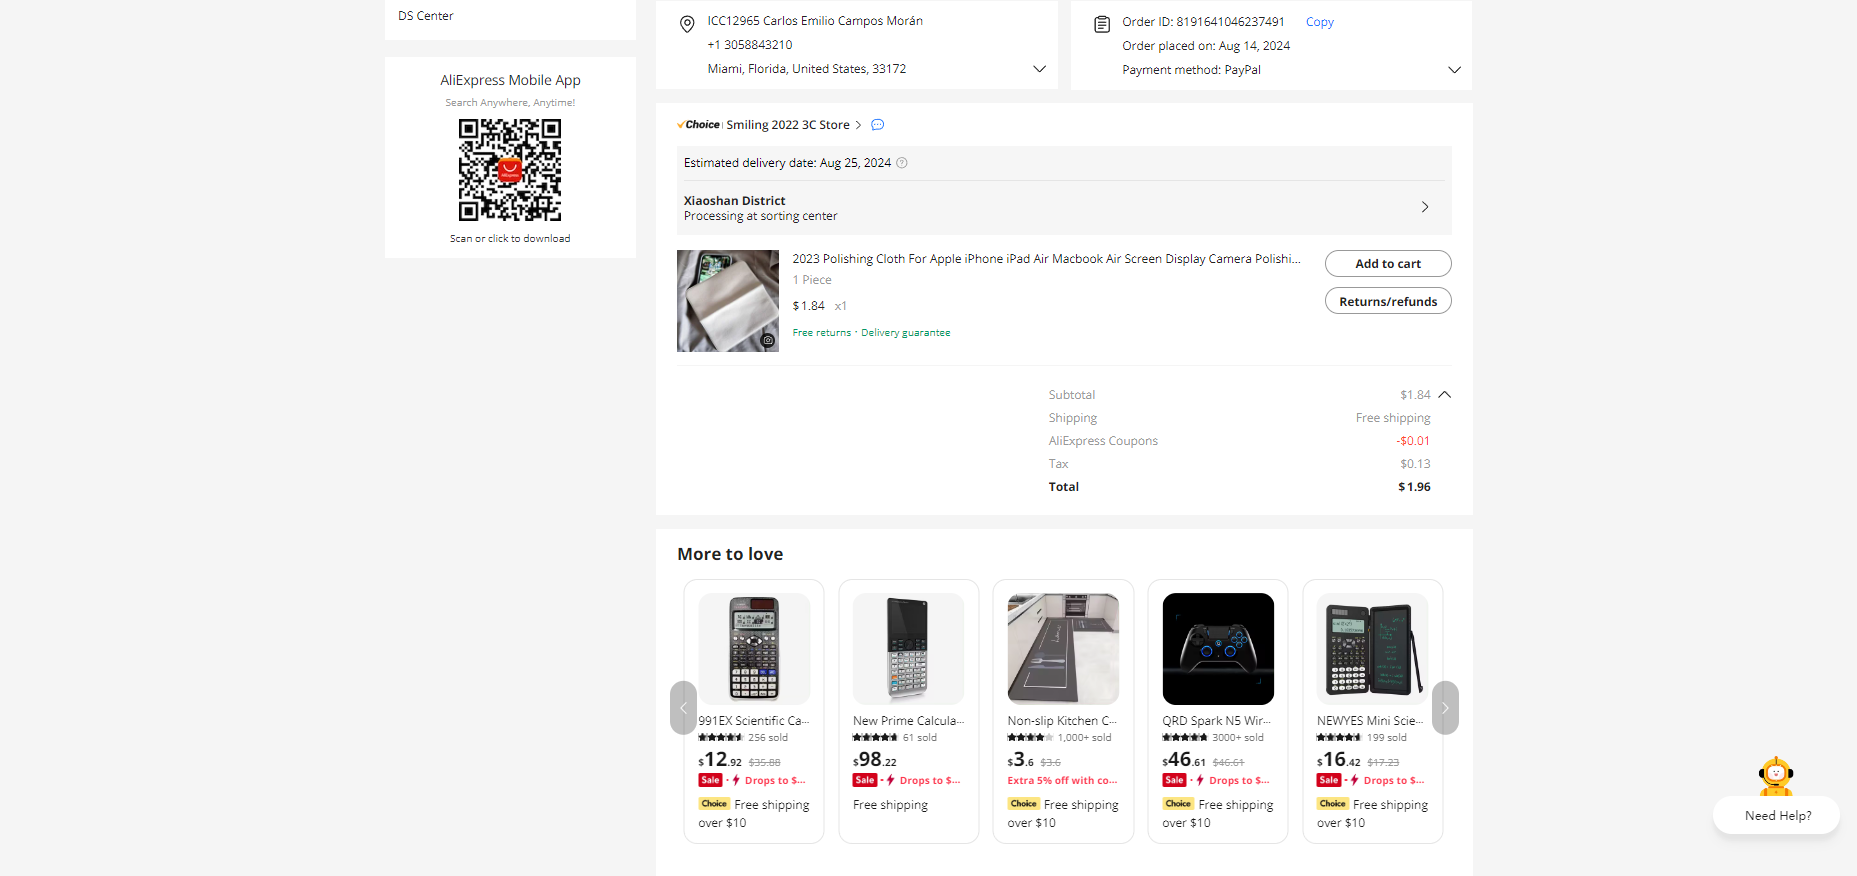 DS Center
AliExpress Mobile App
Search Anywhere, Anytime!
AliExpress
Scan or click to download
ICC12965 Carlos Emilio Campos Morán
+1 3058843210
Miami, Florida, United States, 33172
Order ID: 8191641046237491 Copy
Order placed on: Aug 14, 2024
Payment method: PayPal
Choice | Smiling 2022 3C Store
Estimated delivery date: Aug 25, 2024
Xiaoshan District
Processing at sorting center
2023 Polishing Cloth For Apple iPhone iPad Air Macbook Air Screen Display Camera Polishi...
1 Piece
$1.84 x1
Free returns · Delivery guarantee
Add to cart
Returns/refunds
Subtotal $1.84
Shipping Free shipping
AliExpress Coupons -$0.01
Tax $0.13
Total $1.96
More to love
991EX Scientific Ca...
256 sold
$12.92 $35.88
Sale · Drops to $...
Choice Free shipping
over $10
New Prime Calcula...
61 sold
$98.22
Sale · Drops to $...
Free shipping
Non-slip Kitchen C...
1,000+ sold
$3.6 $3.6
Extra 5% off with co...
Choice Free shipping
over $10
QRD Spark N5 Wir...
3000+ sold
$46.61 $46.61
Sale · Drops to $...
Choice Free shipping
over $10
NEWYES Mini Scie...
199 sold
$16.42 $17.23
Sale · Drops to $...
Choice Free shipping
over $10
Need Help?